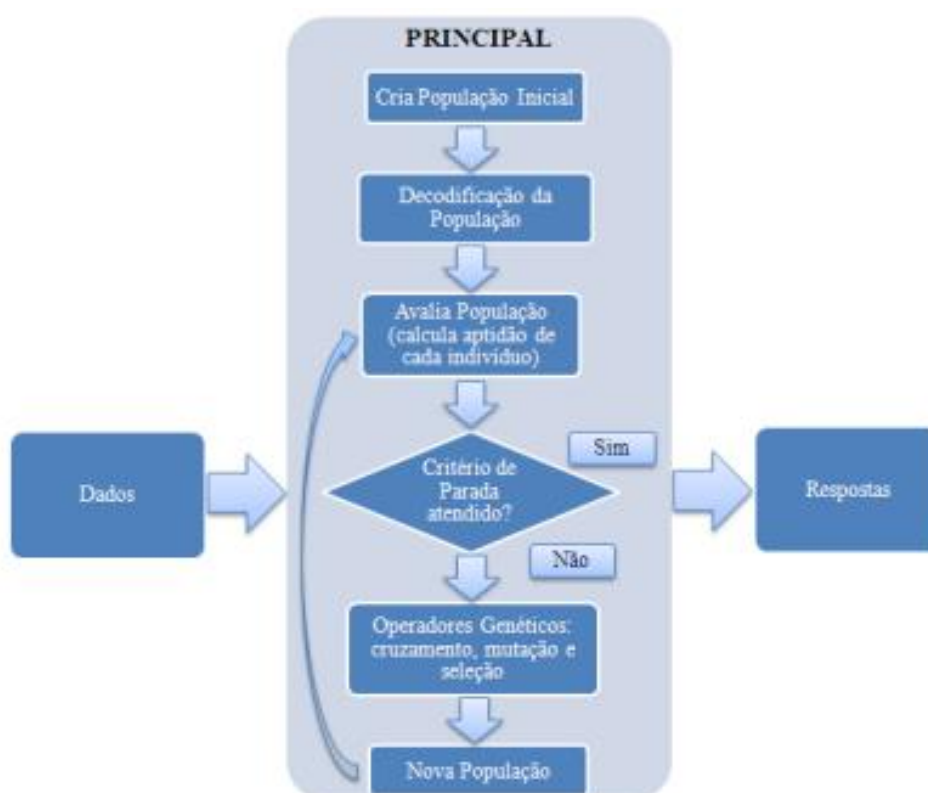 PRINCIPAL
Cria População Inicial
Decodificação da
População
Avalia População
(calcula aptidão de
cada indivíduo)
Dados
Critério de
Parada
atendido?
Sim
Respostas
Não
Operadores Genéticos:
cruzamento, mutação e
seleção
Nova População